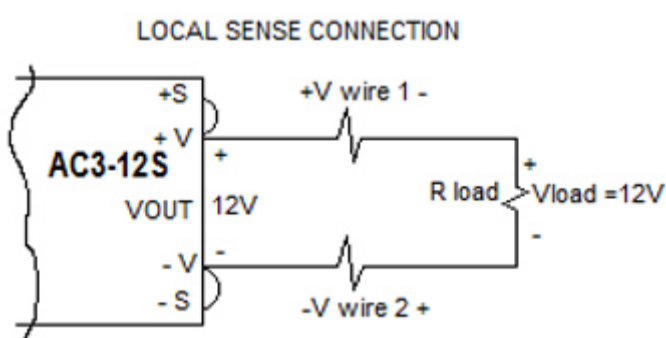 LOCAL SENSE CONNECTION
+S
+V wire 1 -
+ V
+
AC3-12S
+
R load
Vload =12V
VOUT
12V
-
- V
-
- S
-V wire 2 +